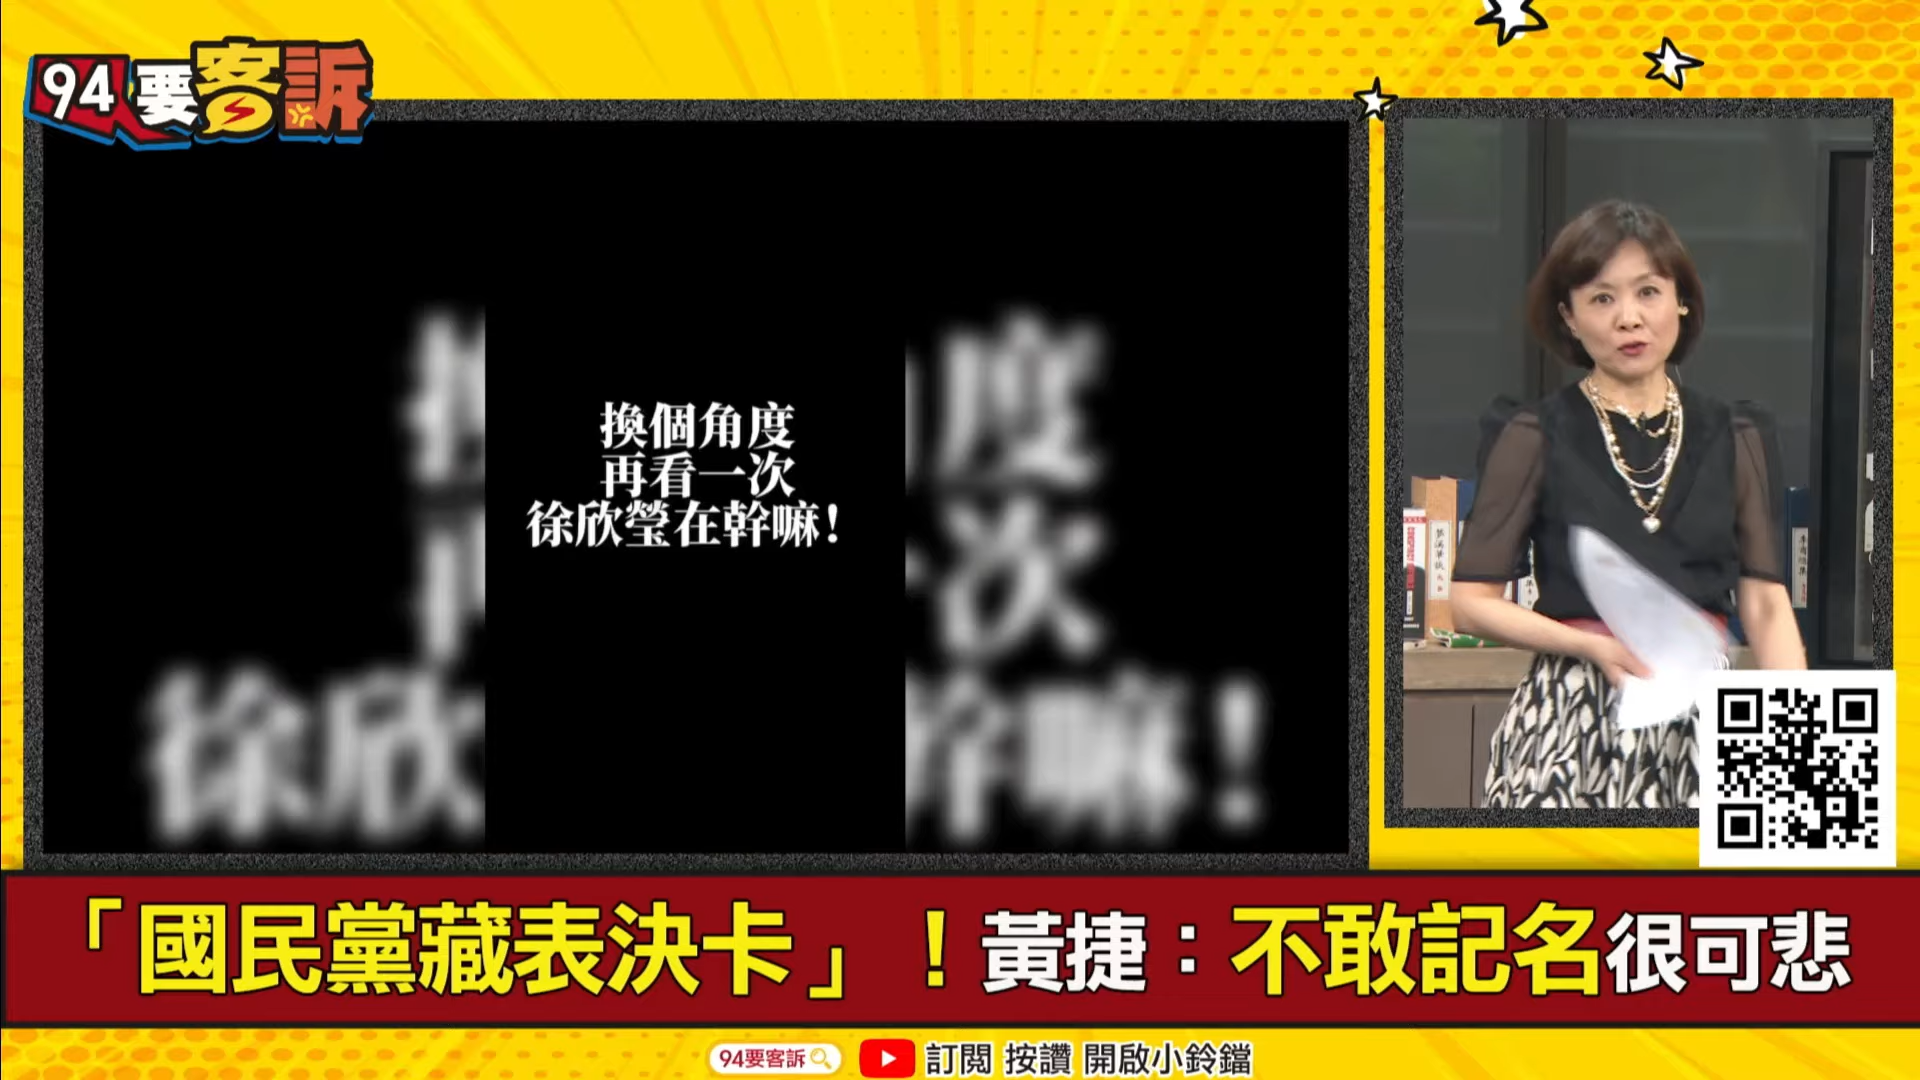 94要客訴
換個角度
再看一次
徐欣瑩在幹嘛!
「國民黨藏表決卡」!黃捷:不敢記名很可悲
94要客訴
訂閱 按讚 開啟小鈴鐺